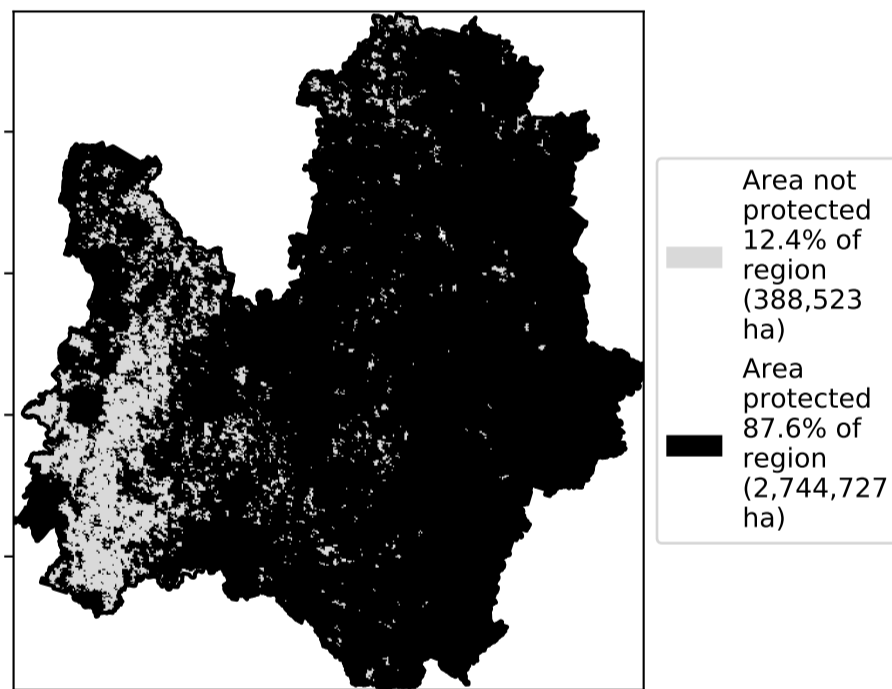 Area not
protected
12.4% of
region
(388,523
ha)
Area
protected
87.6% of
region
(2,744,727
ha)